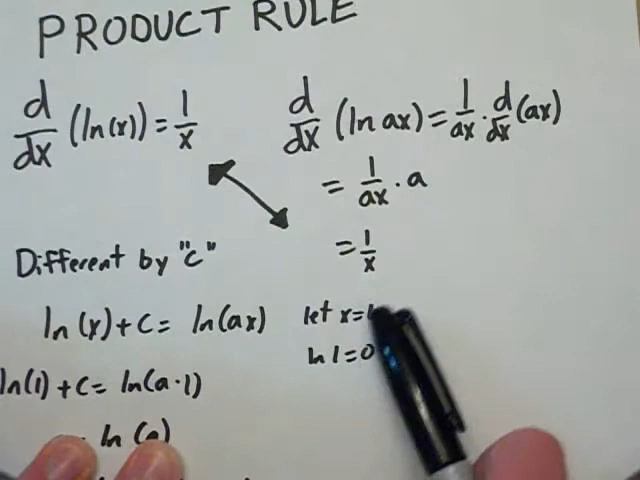 PRODUCT RULE
d/dx (ln(x)) = 1/x
d/dx (ln ax) = 1/ax · d/dx (ax)
= 1/ax · a
= 1/x
Different by "c"
ln(x) + c = ln(ax)
let x=
ln 1 = 0
ln(1) + c = ln(a·1)
ln(a)